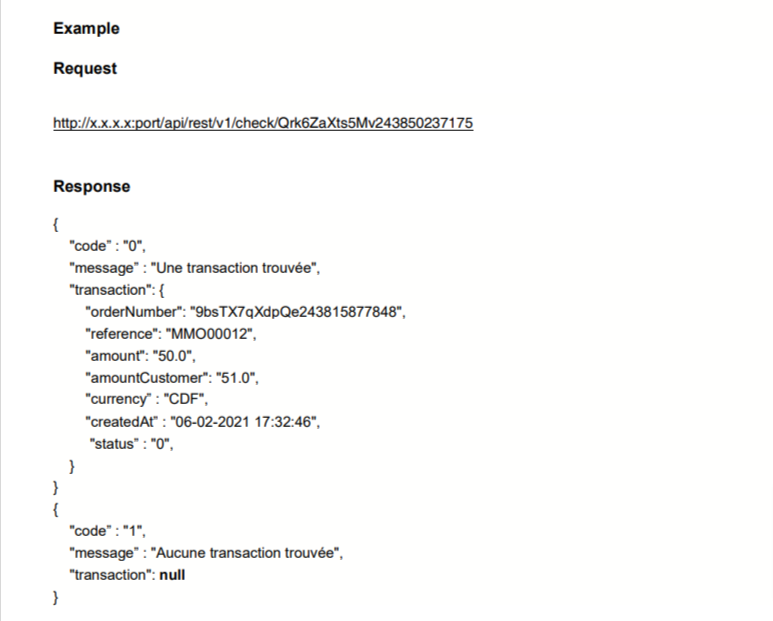 Example
Request
http://x.x.x.x:port/api/rest/v1/check/Qrk6ZaXts5Mv243850237175
Response
{
"code” : "0",
"message” : "Une transaction trouvée",
"transaction": {
"orderNumber": "9bsTX7qXdpQe243815877848",
"reference": "MMO00012",
"amount": "50.0",
"amountCustomer": "51.0",
"currency” : "CDF",
"createdAt” : "06-02-2021 17:32:46",
"status” : "0",
}
}
{
"code” : "1",
"message” : "Aucune transaction trouvée",
"transaction": null
}